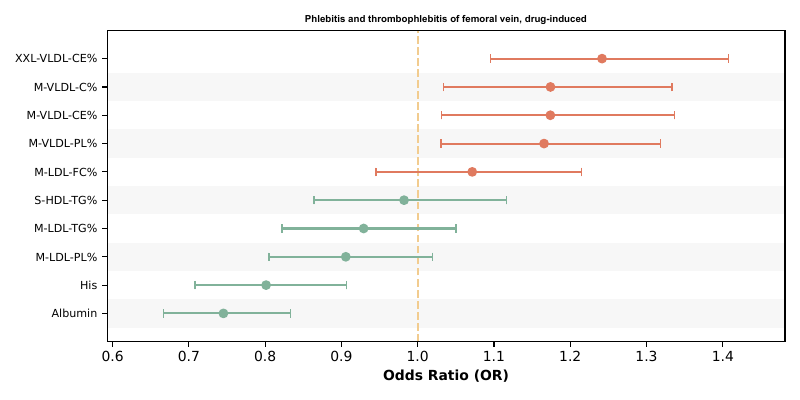 Phlebitis and thrombophlebitis of femoral vein, drug-induced
XXL-VLDL-CE%
M-VLDL-C%
M-VLDL-CE%
M-VLDL-PL%
M-LDL-FC%
S-HDL-TG%
M-LDL-TG%
M-LDL-PL%
His
Albumin
0.6 0.7 0.8 0.9 1.0 1.1 1.2 1.3 1.4
Odds Ratio (OR)